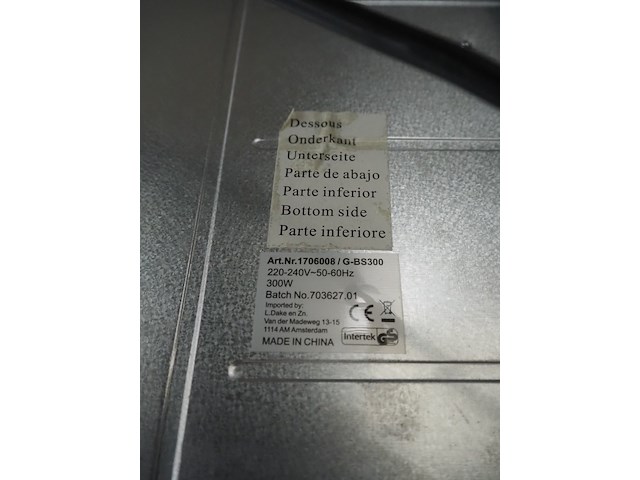 Dessous
Onderkant
Unterseite
Parte de abajo
Parte inferior
Bottom side
Parte inferiore
Art.Nr.1706008 / G-BS300
220-240V~50-60Hz
300W
Batch No.703627.01
Imported by:
L.Dake en Zn.
Van der Madeweg 13-15
1114 AM Amsterdam
MADE IN CHINA
CE
Intertek GS